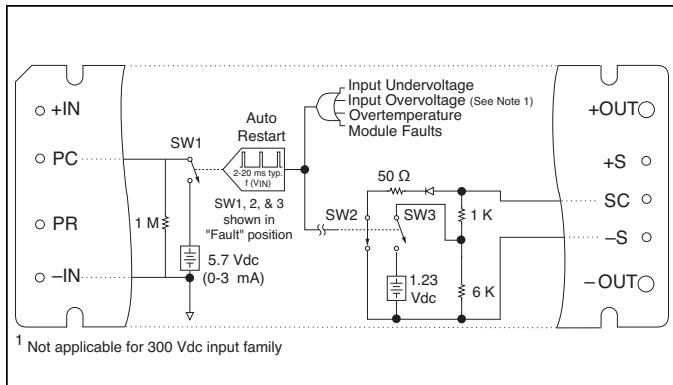 +IN
PC
PR
–IN
SW1
1 M
5.7 Vdc
(0-3 mA)
Auto
Restart
2-20 ms typ.
f (VIN)
SW1, 2, & 3
shown in
"Fault" position
Input Undervoltage
Input Overvoltage (See Note 1)
Overtemperature
Module Faults
50 Ω
SW2
SW3
1 K
1.23
Vdc
6 K
+OUT
+S
SC
–S
–OUT
1 Not applicable for 300 Vdc input family